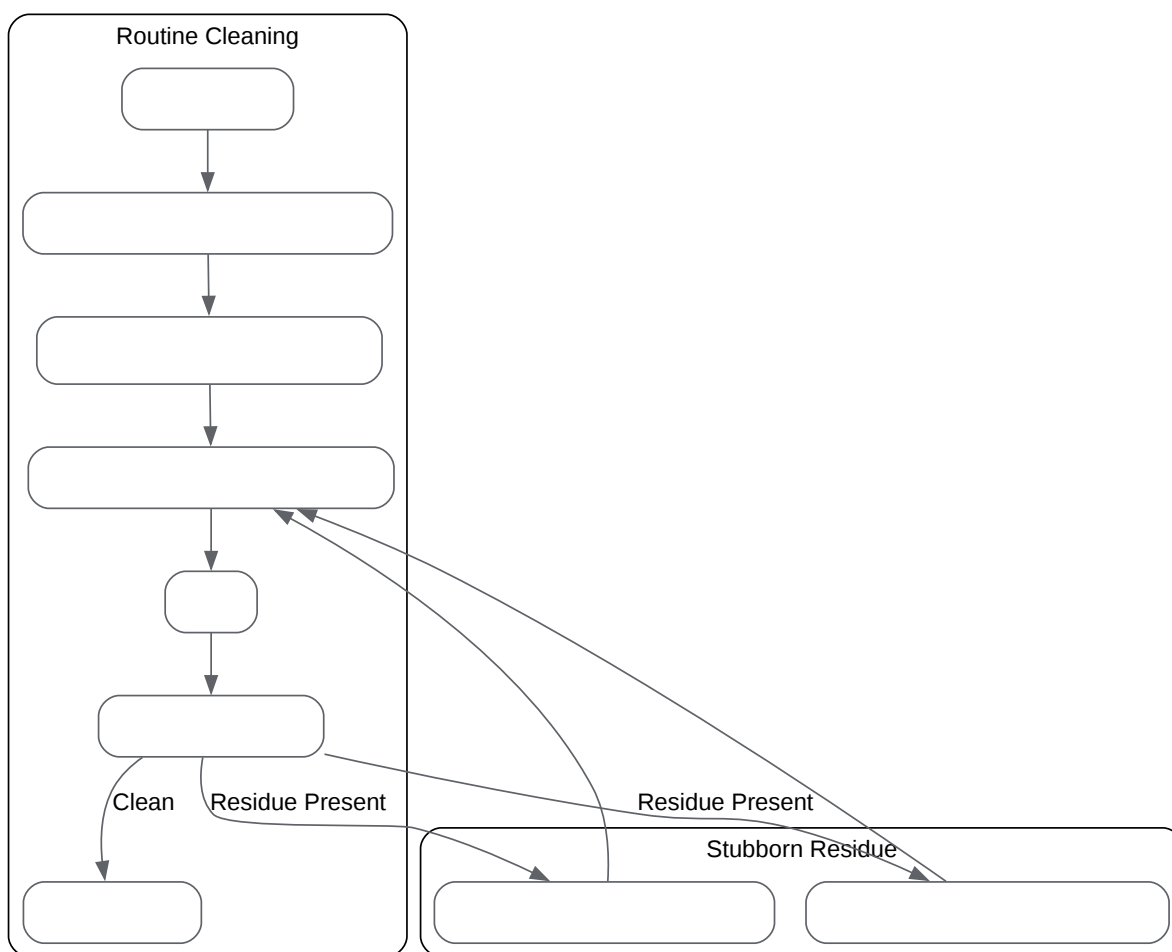 Routine Cleaning
Clean
Residue Present
Residue Present
Stubborn Residue